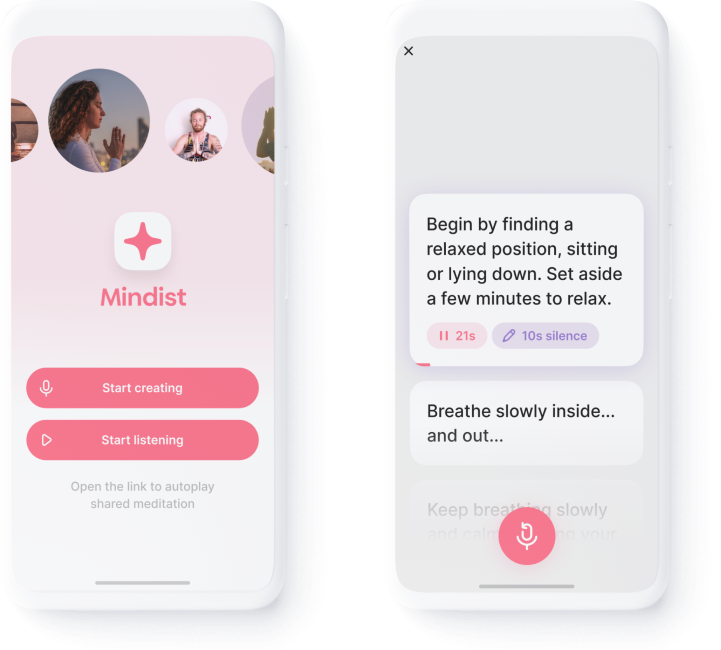 Mindist
Start creating
Start listening
Open the link to autoplay
shared meditation
Begin by finding a
relaxed position, sitting
or lying down. Set aside
a few minutes to relax.
21s
10s silence
Breathe slowly inside...
and out...
Keep breathing slowly
and your